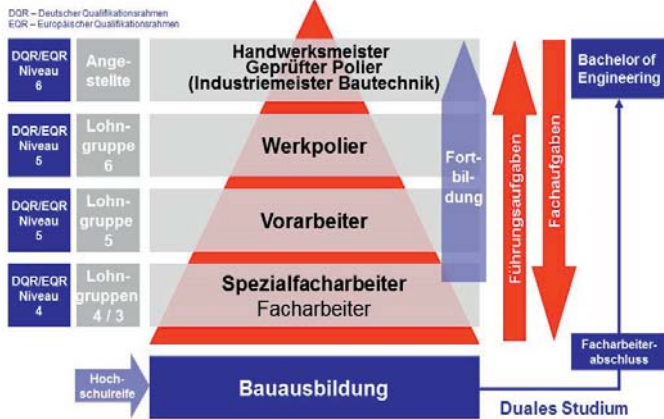 DQR – Deutscher Qualifikationsrahmen
EQR – Europäischer Qualifikationsrahmen
DQR/EQR
Niveau
6
Ange-
stellte
Handwerksmeister
Geprüfter Polier
(Industriemeister Bautechnik)
Bachelor of
Engineering
DQR/EQR
Niveau
5
Lohn-
gruppe
6
Werkpolier
Fort-
bil-
dung
Führungsaufgaben
Fachaufgaben
DQR/EQR
Niveau
5
Lohn-
gruppe
5
Vorarbeiter
DQR/EQR
Niveau
4
Lohn-
gruppen
4 / 3
Spezialfacharbeiter
Facharbeiter
Facharbeiter-
abschluss
Hoch-
schulreife
Bauausbildung
Duales Studium